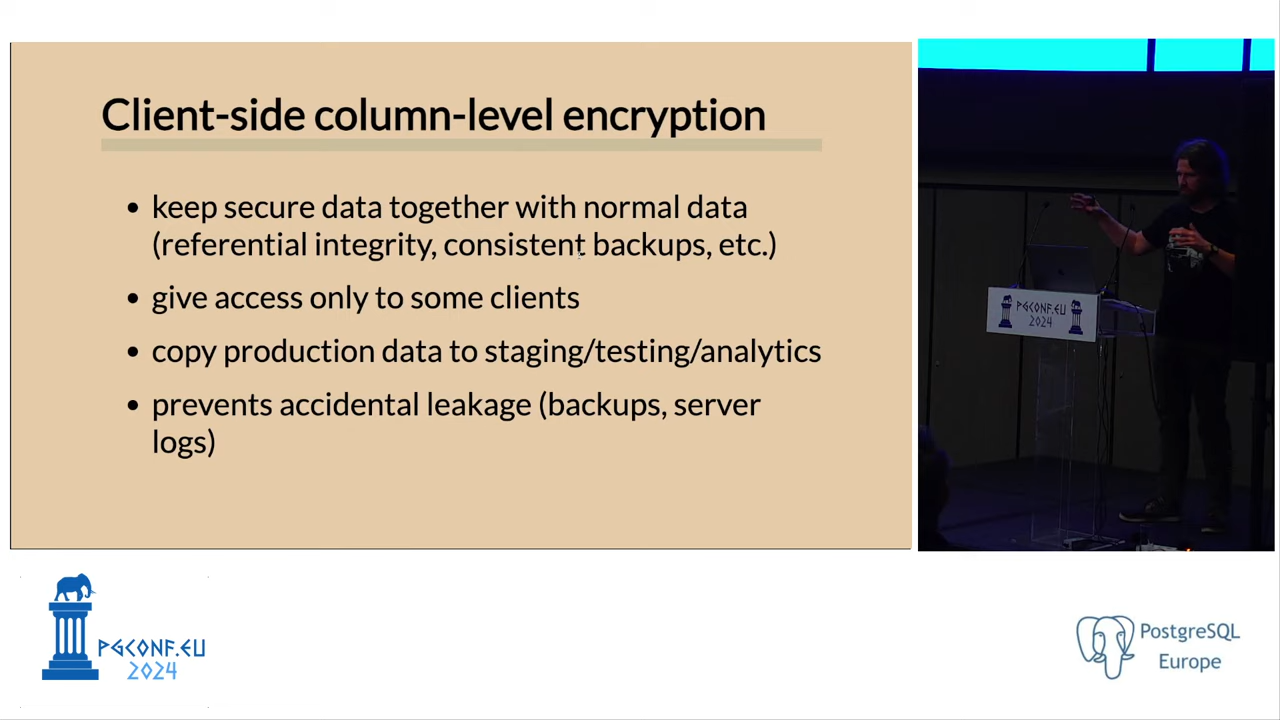 Client-side column-level encryption
• keep secure data together with normal data
(referential integrity, consistent backups, etc.)
• give access only to some clients
• copy production data to staging/testing/analytics
• prevents accidental leakage (backups, server
logs)
PGCONF.EU
2024
PGCONF.EU
2024
PostgreSQL
Europe